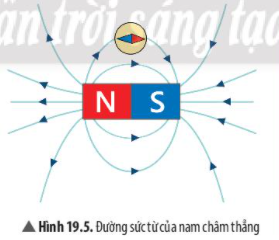 ân trời sáng tạo
N S
▲ Hình 19.5. Đường sức từ của nam châm thẳng